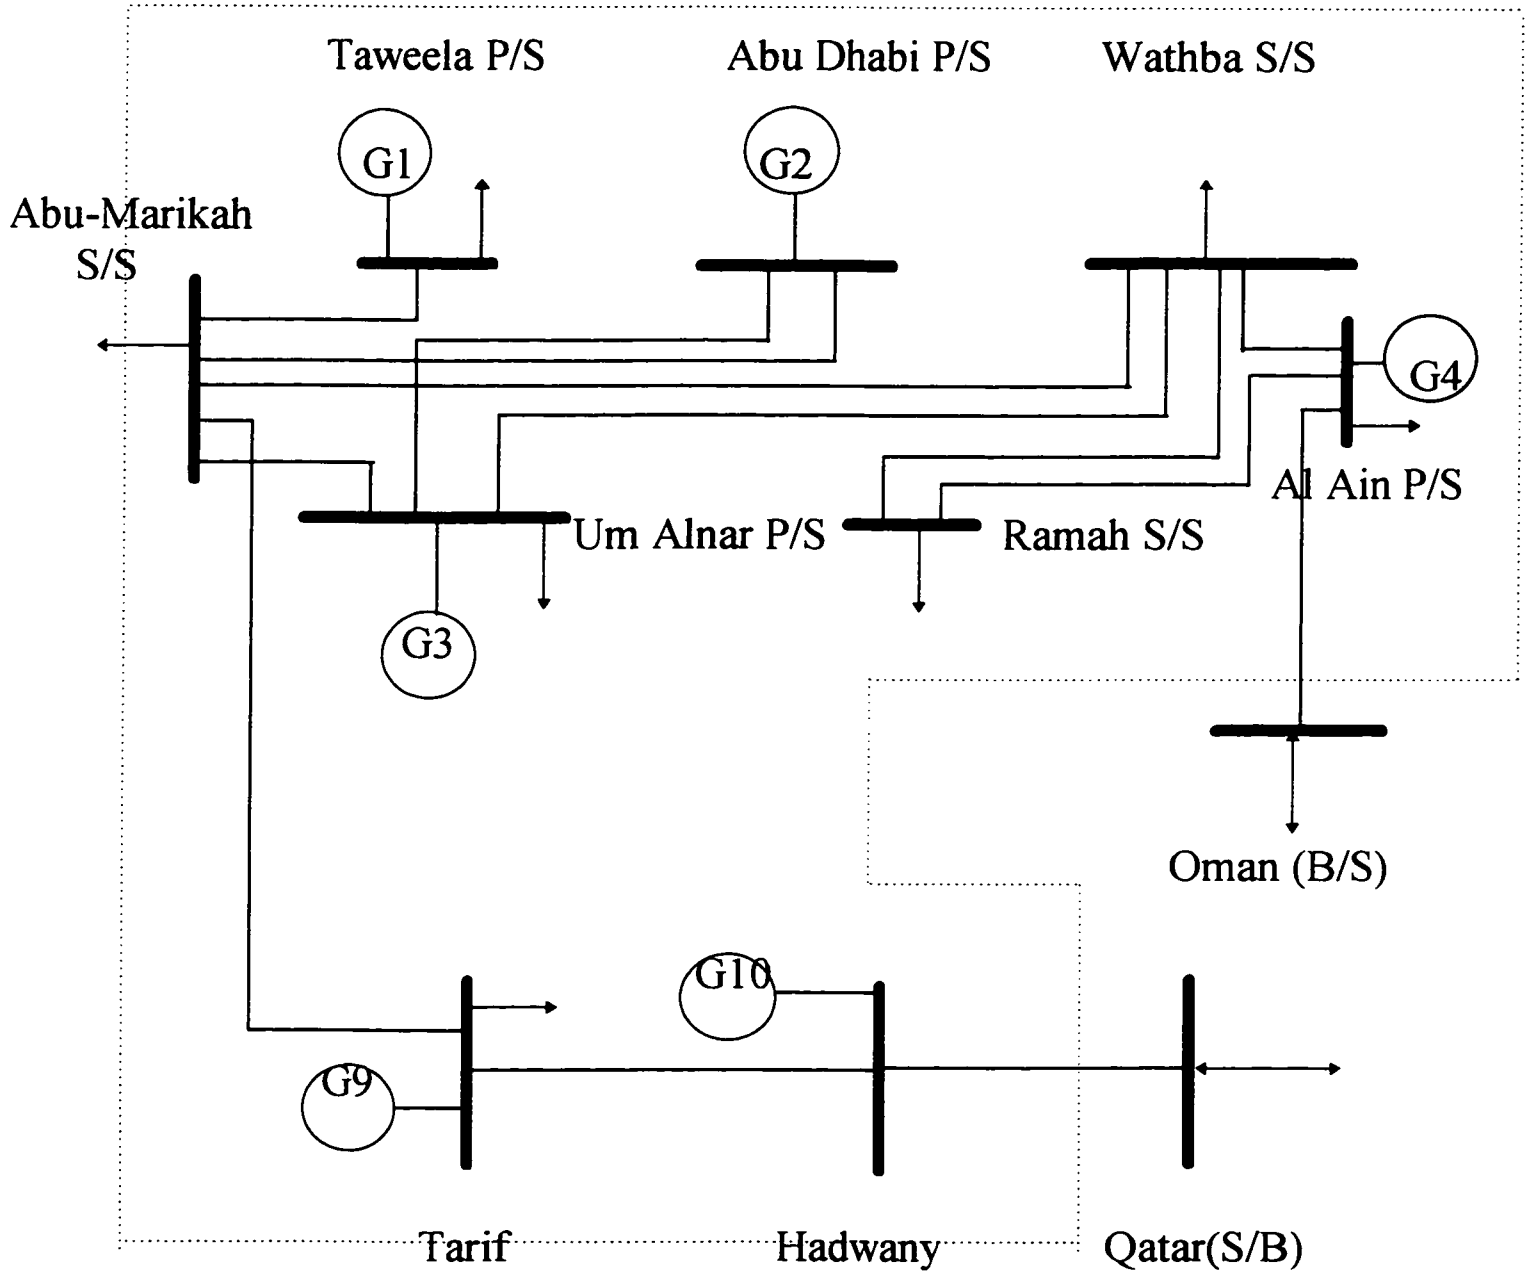 Taweela P/S
Abu Dhabi P/S
Wathba S/S
G1
G2
Abu-Marikah
S/S
G4
Al Ain P/S
Um Alnar P/S
Ramah S/S
G3
Oman (B/S)
G10
G9
Tarif
Hadwany
Qatar(S/B)